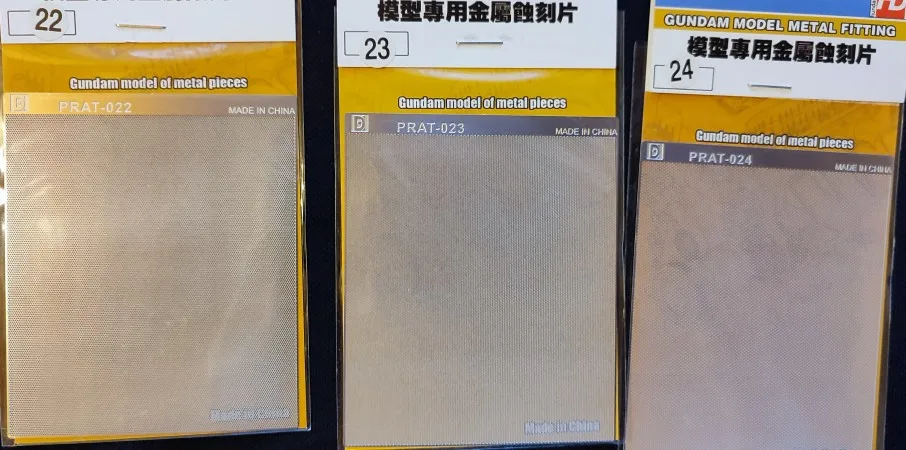 22
Gundam model of metal pieces
D
PRAT-022
MADE IN CHINA
Made in China
模型專用金屬蝕刻片
23
Gundam model of metal pieces
D
PRAT-023
MADE IN CHINA
Made in China
GUNDAM MODEL METAL FITTING
模型專用金屬蝕刻片
24
Gundam model of metal pieces
D
PRAT-024
MADE IN CHINA